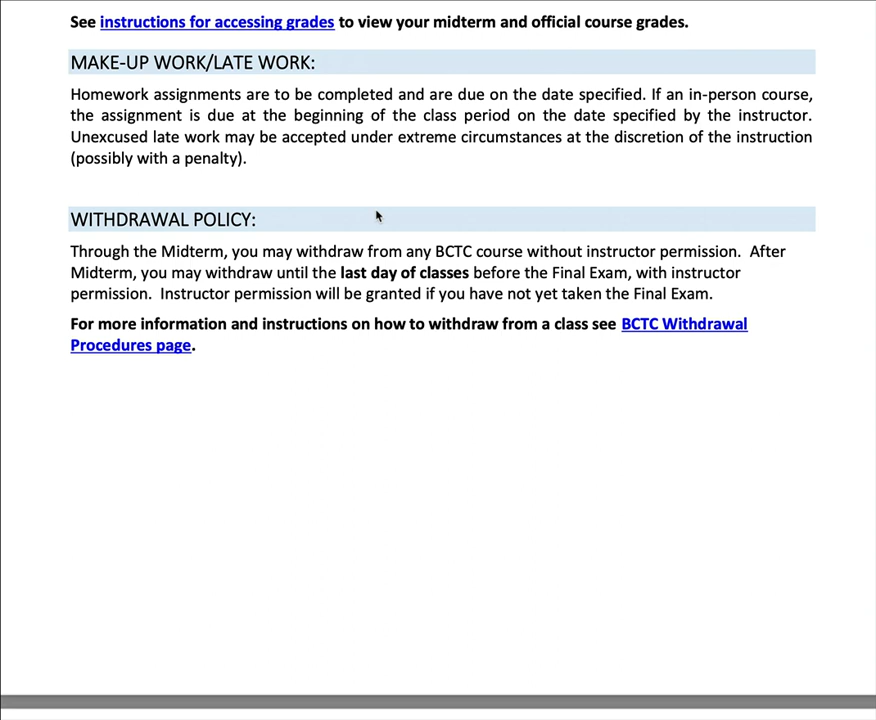 See instructions for accessing grades to view your midterm and official course grades.
MAKE-UP WORK/LATE WORK:
Homework assignments are to be completed and are due on the date specified. If an in-person course,
the assignment is due at the beginning of the class period on the date specified by the instructor.
Unexcused late work may be accepted under extreme circumstances at the discretion of the instruction
(possibly with a penalty).
WITHDRAWAL POLICY:
Through the Midterm, you may withdraw from any BCTC course without instructor permission.  After
Midterm, you may withdraw until the last day of classes before the Final Exam, with instructor
permission.  Instructor permission will be granted if you have not yet taken the Final Exam.
For more information and instructions on how to withdraw from a class see BCTC Withdrawal
Procedures page.